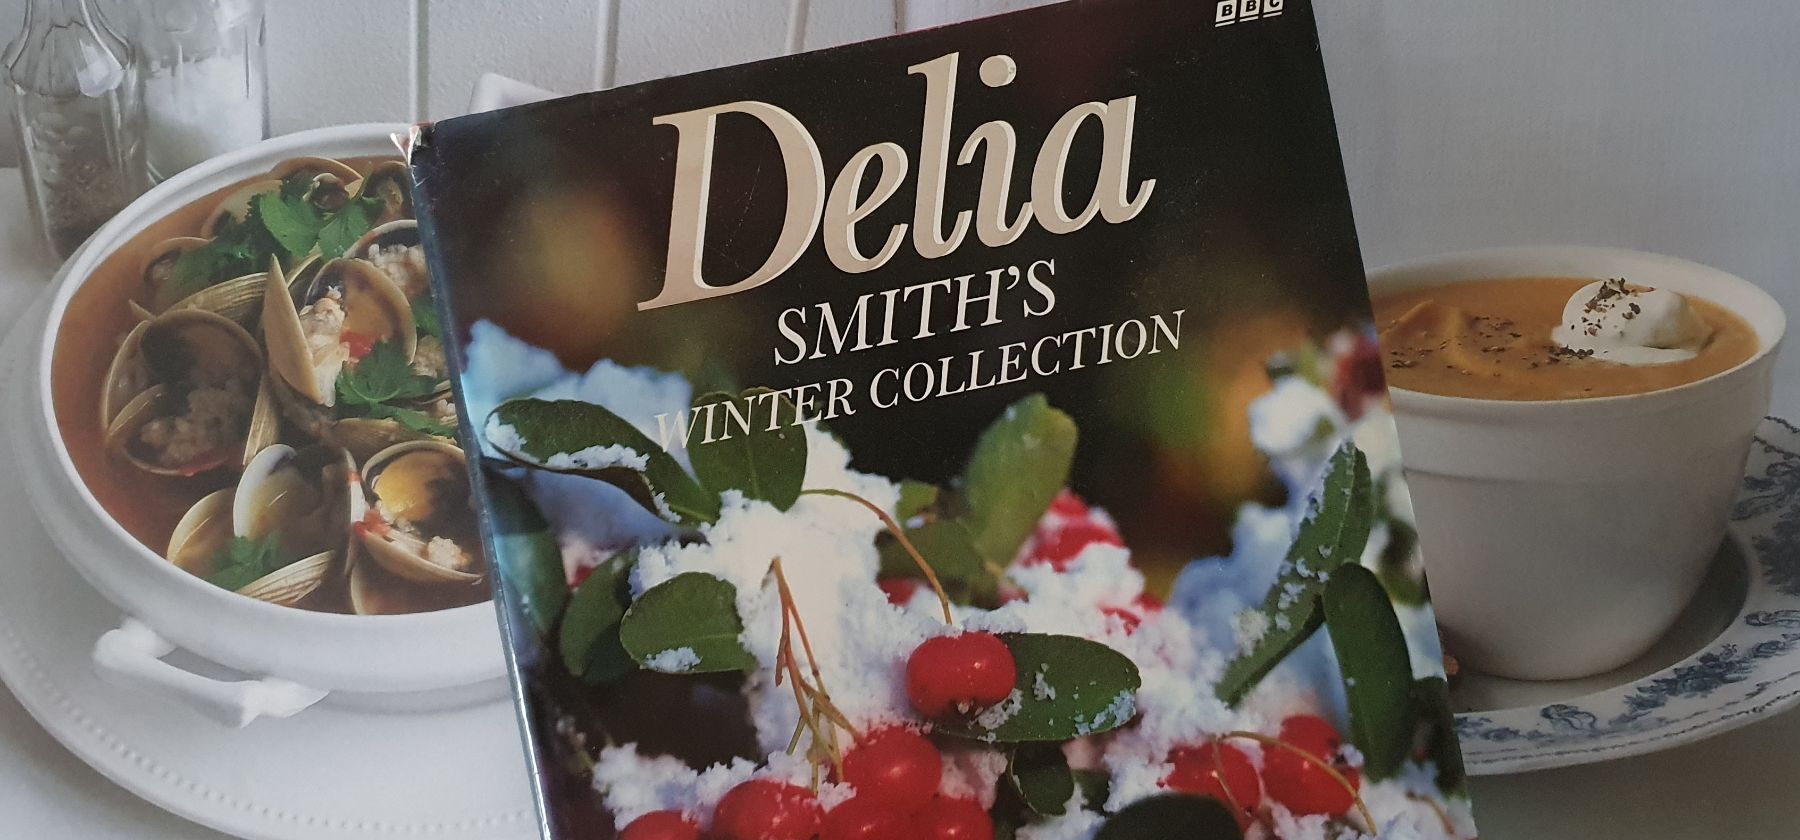 BBC
Delia
SMITH'S
WINTER COLLECTION